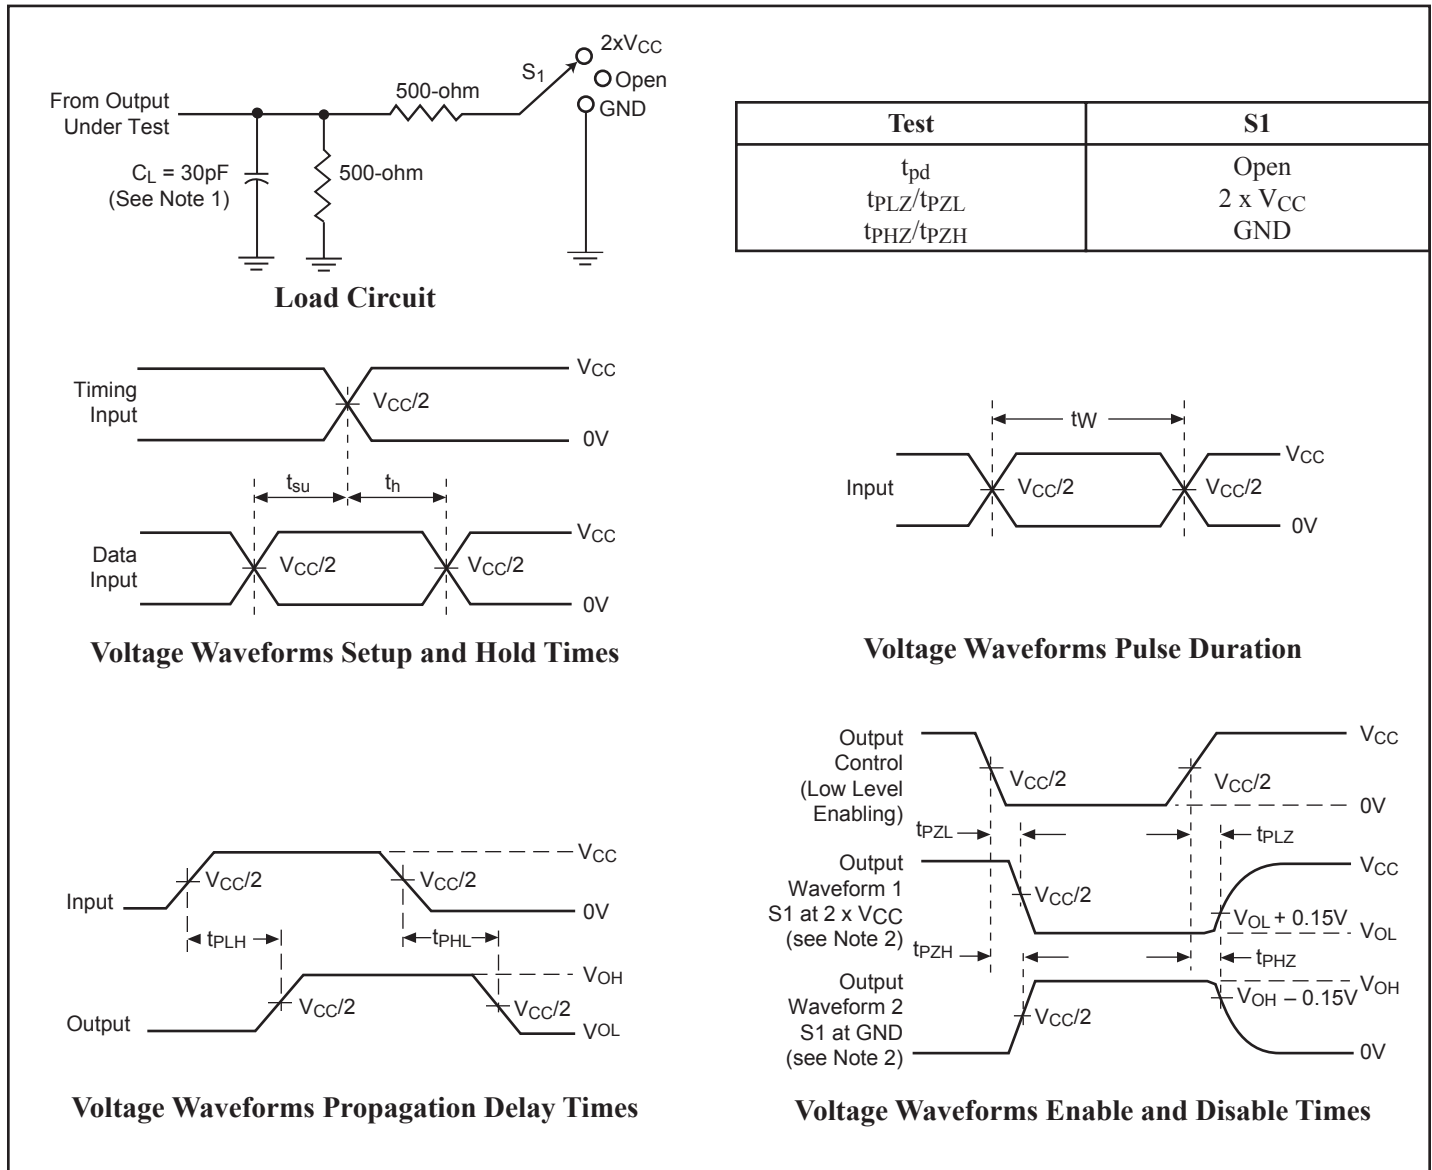 2xVCC
S1
Open
500-ohm
GND
From Output
Under Test
CL = 30pF
(See Note 1)
500-ohm
Load Circuit
Test S1
tpd Open
tPLZ/tPZL 2 x VCC
tPHZ/tPZH GND
Timing
Input
VCC
VCC/2
0V
tsu
th
Data
Input
VCC
VCC/2
VCC/2
0V
Voltage Waveforms Setup and Hold Times
tW
Input
VCC
VCC/2
VCC/2
0V
Voltage Waveforms Pulse Duration
Input
VCC
VCC/2
VCC/2
0V
tPLH
tPHL
Output
VOH
VCC/2
VCC/2
VOL
Voltage Waveforms Propagation Delay Times
Output
Control
(Low Level
Enabling)
VCC
VCC/2
VCC/2
0V
tPZL
tPLZ
Output
Waveform 1
S1 at 2 x VCC
(see Note 2)
VCC
VCC/2
VOL + 0.15V
VOL
tPZH
tPHZ
Output
Waveform 2
S1 at GND
(see Note 2)
VOH
VOH – 0.15V
VCC/2
0V
Voltage Waveforms Enable and Disable Times